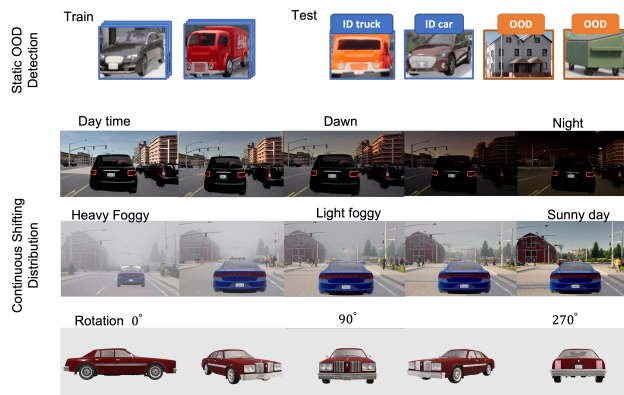 Static OOD
Detection
Train
Test
ID truck
ID car
OOD
OOD
Continuous Shifting
Distribution
Day time
Dawn
Night
Heavy Foggy
Light foggy
Sunny day
Rotation 0°
90°
270°